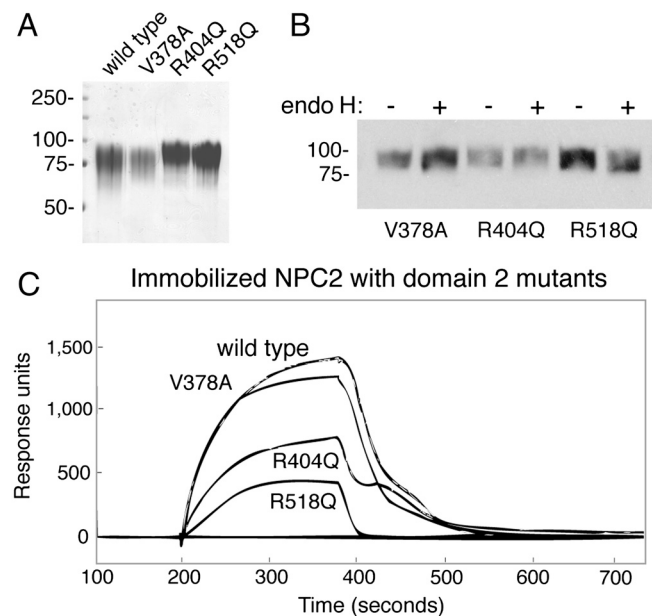 A
wild type
V378A
R404Q
R518Q
250-
100-
75-
50-
B
endo H: - + - + - +
100-
75-
V378A R404Q R518Q
C
Immobilized NPC2 with domain 2 mutants
Response units
1,500
1,000
500
0
wild type
V378A
R404Q
R518Q
100 200 300 400 500 600 700
Time (seconds)